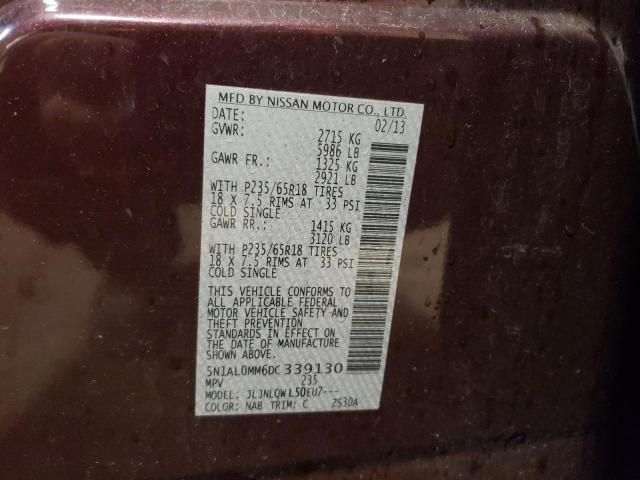 MFD BY NISSAN MOTOR CO., LTD.
DATE: 02/13
GVWR: 2715 KG
5986 LB
GAWR FR.: 1325 KG
2921 LB
WITH P235/65R18 TIRES
18 X 7.5 RIMS AT 33 PSI
COLD SINGLE
GAWR RR.: 1415 KG
3120 LB
WITH P235/65R18 TIRES
18 X 7.5 RIMS AT 33 PSI
COLD SINGLE
THIS VEHICLE CONFORMS TO
ALL APPLICABLE FEDERAL
MOTOR VEHICLE SAFETY AND
THEFT PREVENTION
STANDARDS IN EFFECT ON
THE DATE OF MANUFACTURE
SHOWN ABOVE.
5N1AL0MM6DC339130
MPV 235
MODEL: JLJNLQWL50EU7---
COLOR: NAB TRIM: C ZS30A